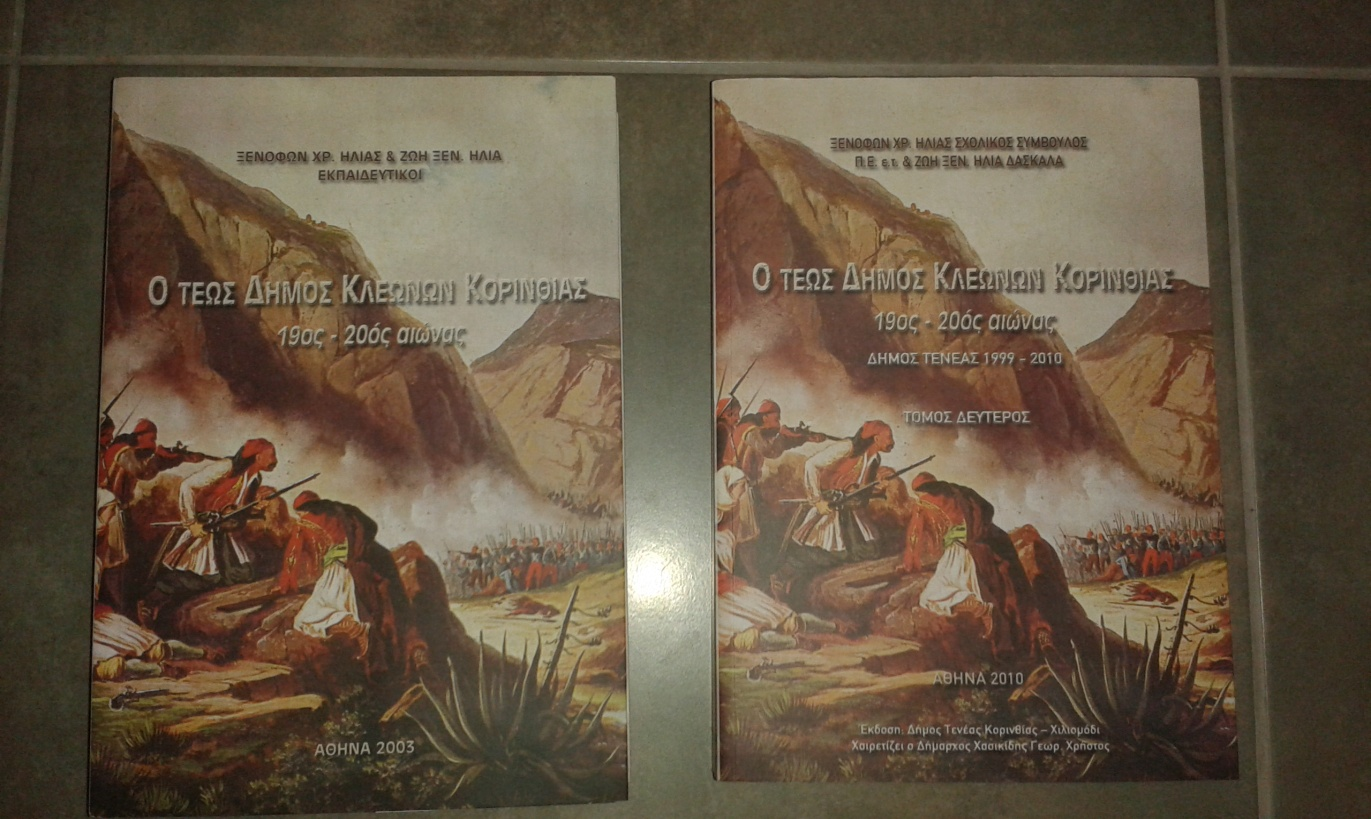 ΞΕΝΟΦΩΝ ΧΡ. ΗΛΙΑΣ & ΖΩΗ ΞΕΝ. ΗΛΙΑ
ΕΚΠΑΙΔΕΥΤΙΚΟΙ
Ο ΤΕΩΣ ΔΗΜΟΣ ΚΛΕΩΝΩΝ ΚΟΡΙΝΘΙΑΣ
19ος - 20ός αιώνας
ΑΘΗΝΑ 2003
ΞΕΝΟΦΩΝ ΧΡ. ΗΛΙΑΣ ΣΧΟΛΙΚΟΣ ΣΥΜΒΟΥΛΟΣ
Π.Ε. ε.τ. & ΖΩΗ ΞΕΝ. ΗΛΙΑ ΔΑΣΚΑΛΑ
Ο ΤΕΩΣ ΔΗΜΟΣ ΚΛΕΩΝΩΝ ΚΟΡΙΝΘΙΑΣ
19ος - 20ός αιώνας
ΔΗΜΟΣ ΤΕΝΕΑΣ 1999 - 2010
ΤΟΜΟΣ ΔΕΥΤΕΡΟΣ
ΑΘΗΝΑ 2010
Έκδοση: Δήμος Τενέας Κορινθίας – Χιλιομόδι
Χαιρετίζει ο Δήμαρχος Χασικίδης Γεωρ. Χρήστος